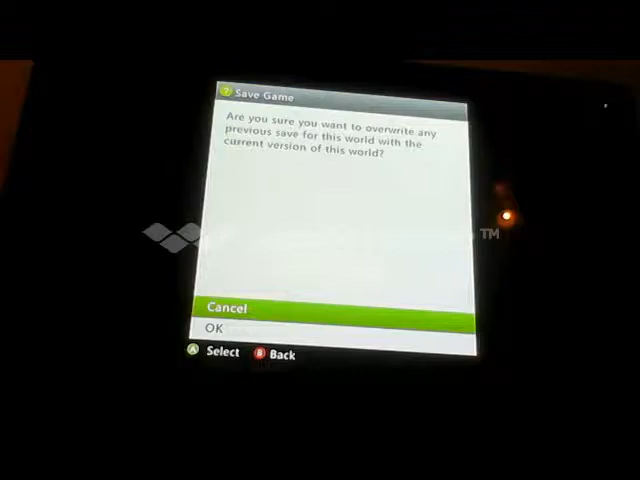 Save Game
Are you sure you want to overwrite any
previous save for this world with the
current version of this world?
TM
Cancel
OK
A Select B Back